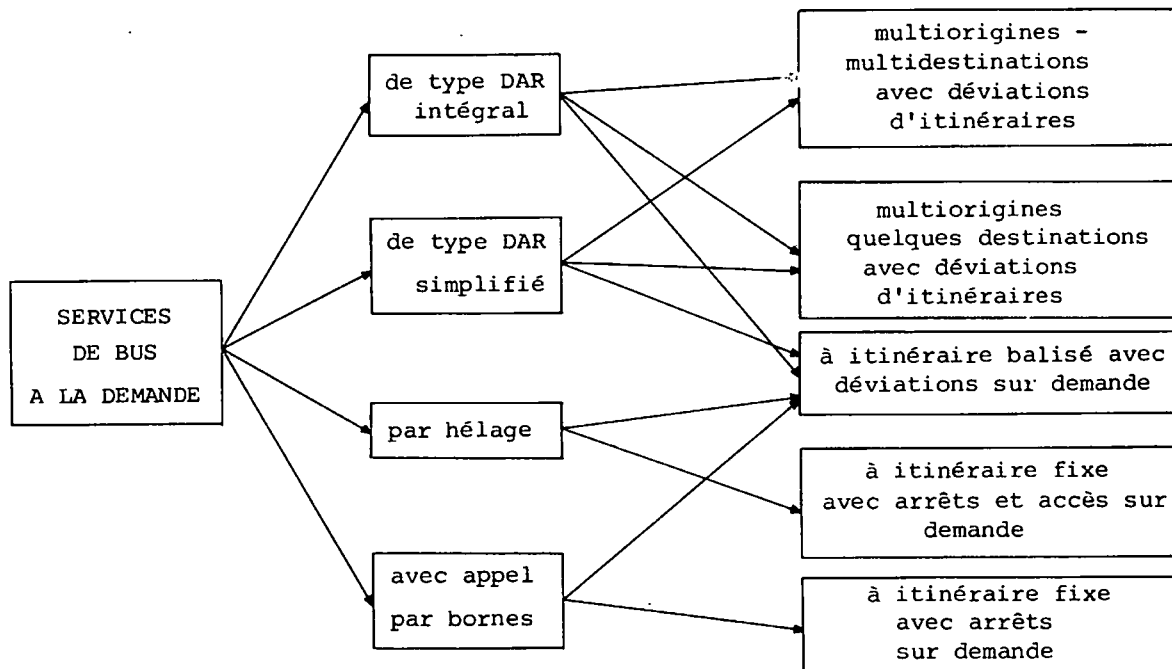 SERVICES
DE BUS
A LA DEMANDE
de type DAR
intégral
de type DAR
simplifié
par hélage
avec appel
par bornes
multiorigines -
multidestinations
avec déviations
d'itinéraires
multiorigines
quelques destinations
avec déviations
d'itinéraires
à itinéraire balisé avec
déviations sur demande
à itinéraire fixe
avec arrêts et accès sur
demande
à itinéraire fixe
avec arrêts
sur demande